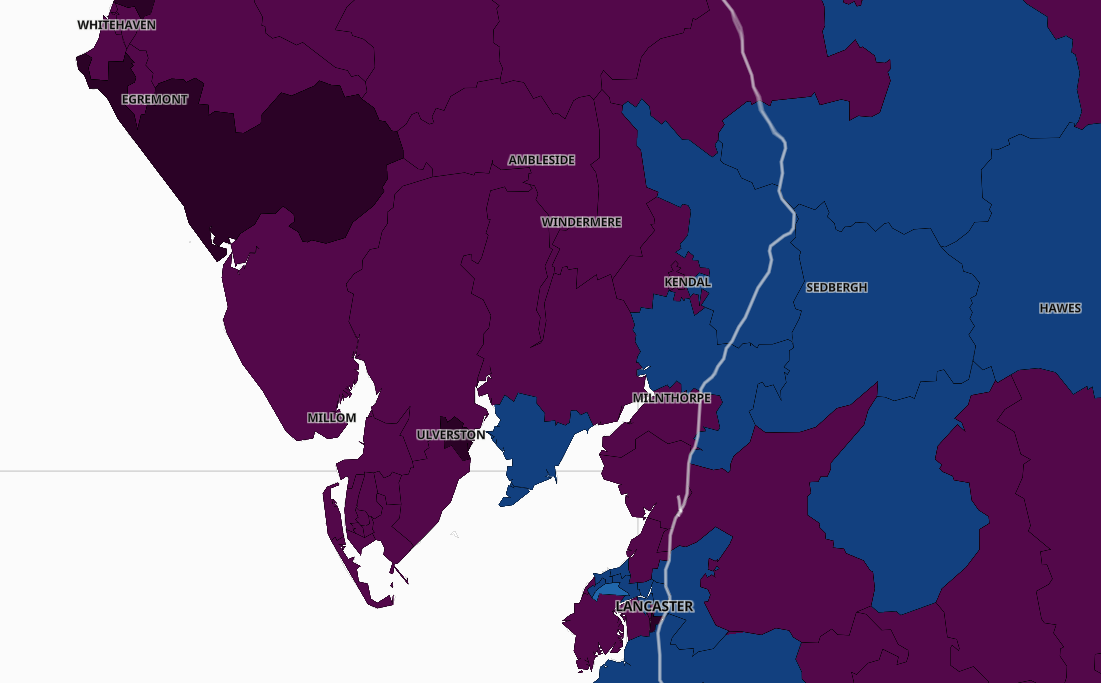 WHITEHAVEN
EGREMONT
AMBLESIDE
WINDERMERE
KENDAL
SEDBERGH
HAWES
MILNTHORPE
MILLOM
ULVERSTON
LANCASTER